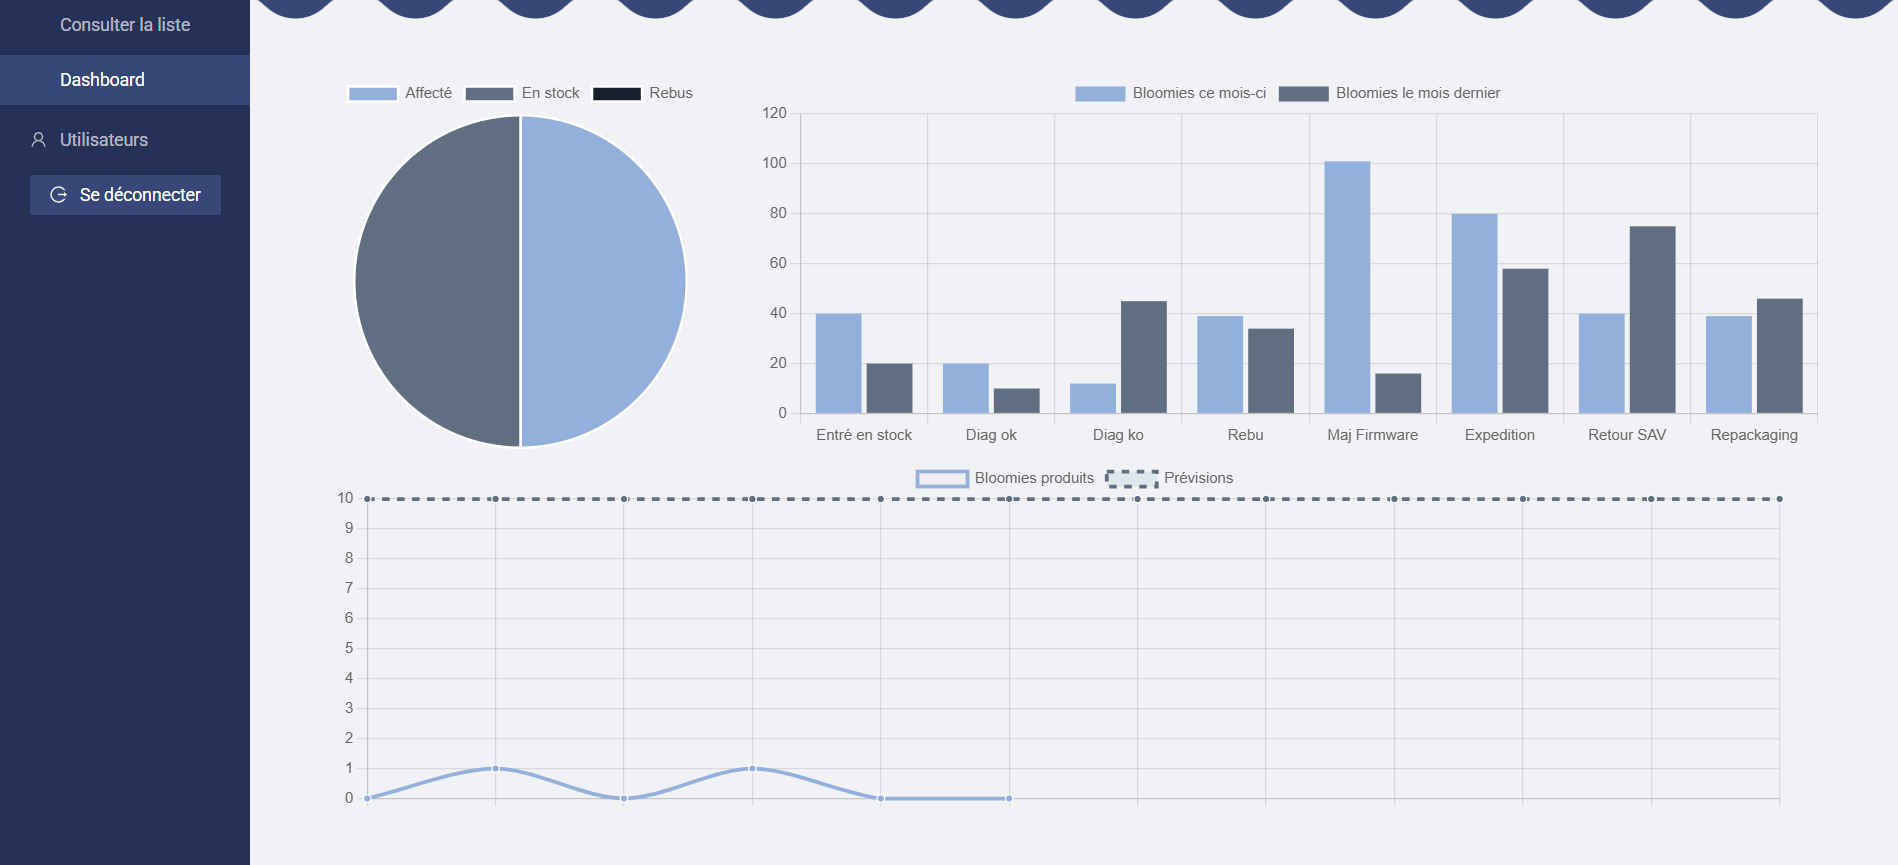 Consulter la liste
Dashboard
Utilisateurs
Se déconnecter
Affecté En stock Rebus
Bloomies ce mois-ci Bloomies le mois dernier
120
100
80
60
40
20
0
Entré en stock Diag ok Diag ko Rebu Maj Firmware Expedition Retour SAV Repackaging
Bloomies produits Prévisions
10
9
8
7
6
5
4
3
2
1
0